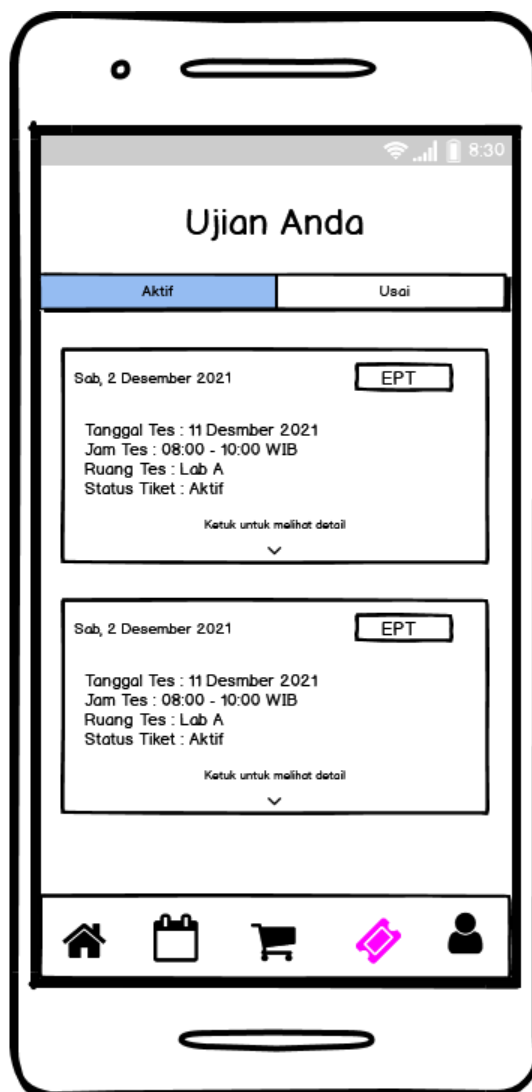 8:30
Ujian Anda
Aktif
Usai
Sab, 2 Desember 2021
EPT
Tanggal Tes : 11 Desmber 2021
Jam Tes : 08:00 - 10:00 WIB
Ruang Tes : Lab A
Status Tiket : Aktif
Ketuk untuk melihat detail
Sab, 2 Desember 2021
EPT
Tanggal Tes : 11 Desmber 2021
Jam Tes : 08:00 - 10:00 WIB
Ruang Tes : Lab A
Status Tiket : Aktif
Ketuk untuk melihat detail